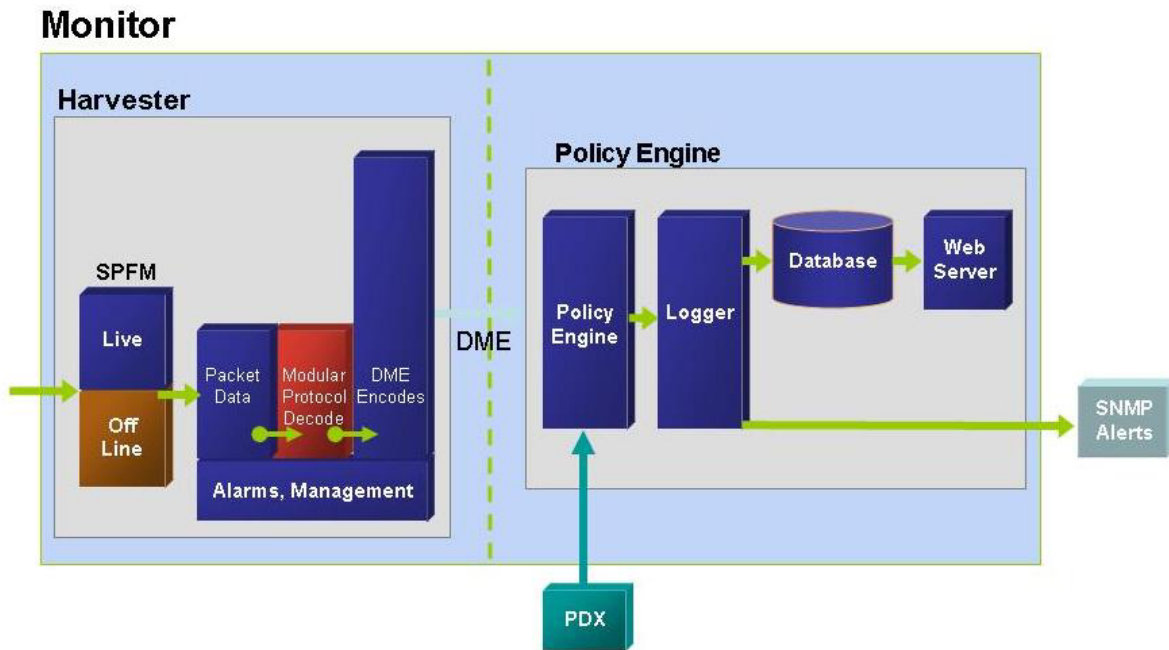 Monitor
Harvester
Policy Engine
SPFM
Live
Off
Line
Packet
Data
Modular
Protocol
Decode
DME
Encodes
Alarms, Management
DME
Policy
Engine
Logger
Database
Web
Server
SNMP
Alerts
PDX